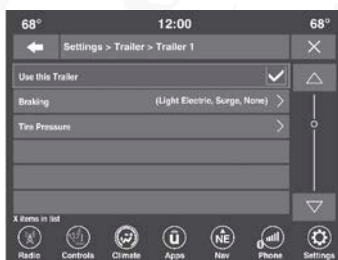 68° 12:00 68°
Settings > Trailer > Trailer 1
Use this Trailer
Braking (Light Electric, Surge, None) >
Tire Pressure >
X items in list
ū NE
Radio Controls Climate Apps Nav Phone Settings